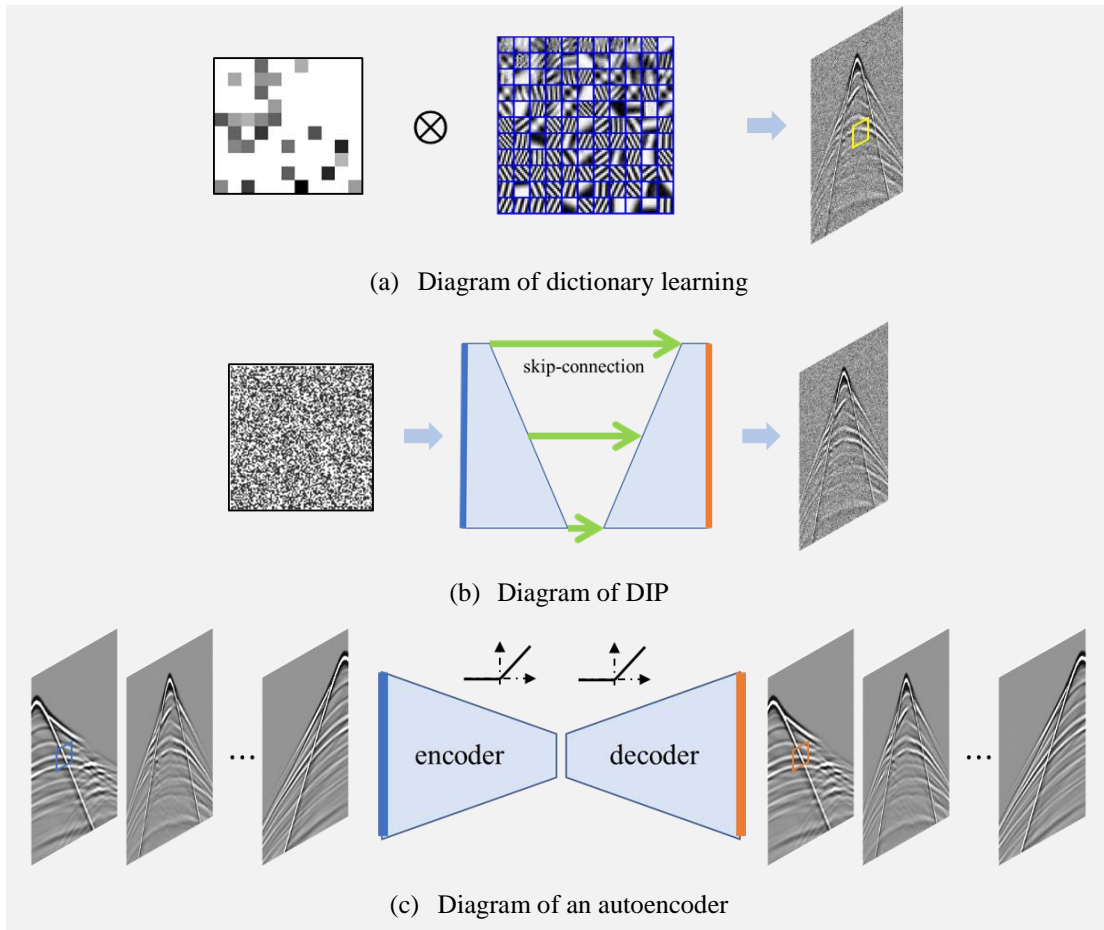 (a) Diagram of dictionary learning
skip-connection
(b) Diagram of DIP
...
encoder
decoder
...
(c) Diagram of an autoencoder